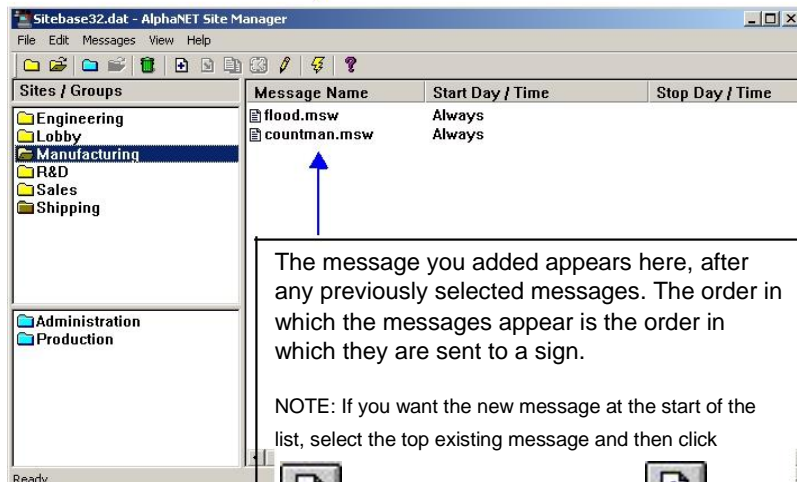 Sitebase32.dat - AlphaNET Site Manager
File Edit Messages View Help
Sites / Groups
Message Name Start Day / Time Stop Day / Time
Engineering
Lobby
Manufacturing
R&D
Sales
Shipping
flood.msw Always
countman.msw Always
Administration
Production
The message you added appears here, after
any previously selected messages. The order in
which the messages appear is the order in
which they are sent to a sign.
NOTE: If you want the new message at the start of the
list, select the top existing message and then click
Ready